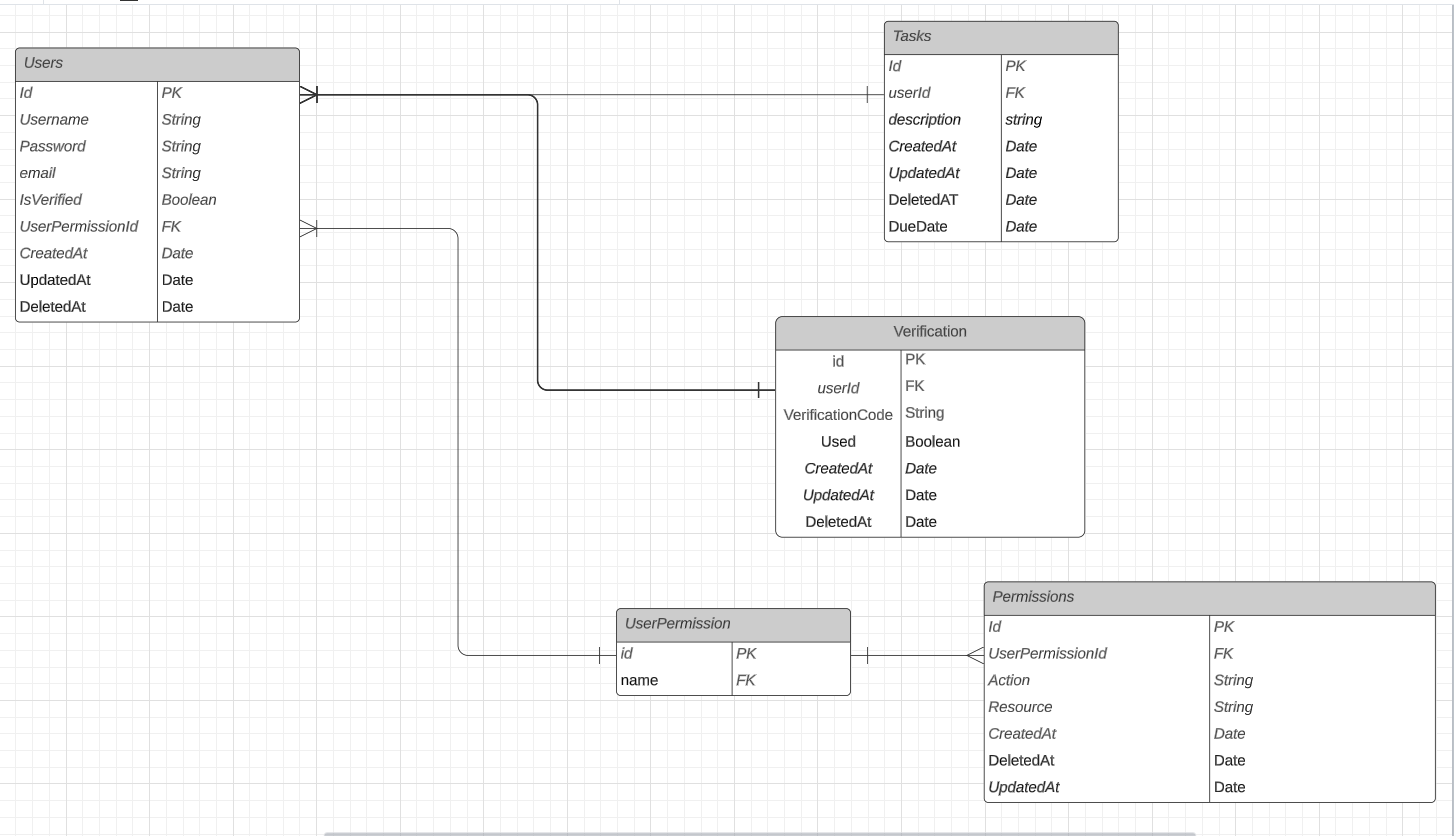 Users
Id PK
Username String
Password String
email String
IsVerified Boolean
UserPermissionId FK
CreatedAt Date
UpdatedAt Date
DeletedAt Date
Tasks
Id PK
userId FK
description string
CreatedAt Date
UpdatedAt Date
DeletedAT Date
DueDate Date
Verification
id PK
userId FK
VerificationCode String
Used Boolean
CreatedAt Date
UpdatedAt Date
DeletedAt Date
UserPermission
id PK
name FK
Permissions
Id PK
UserPermissionId FK
Action String
Resource String
CreatedAt Date
DeletedAt Date
UpdatedAt Date